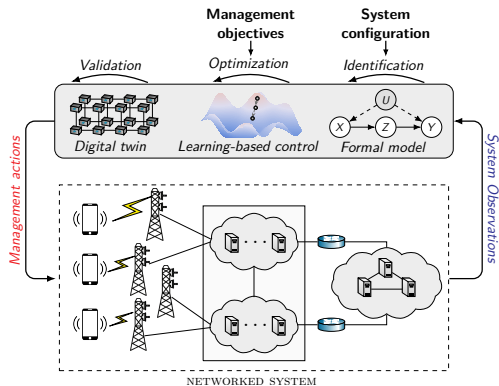 Management
objectives
System
configuration
Validation
Optimization
Identification
U
X
Z
Y
Digital twin
Learning-based control
Formal model
Management actions
System Observations
NETWORKED SYSTEM